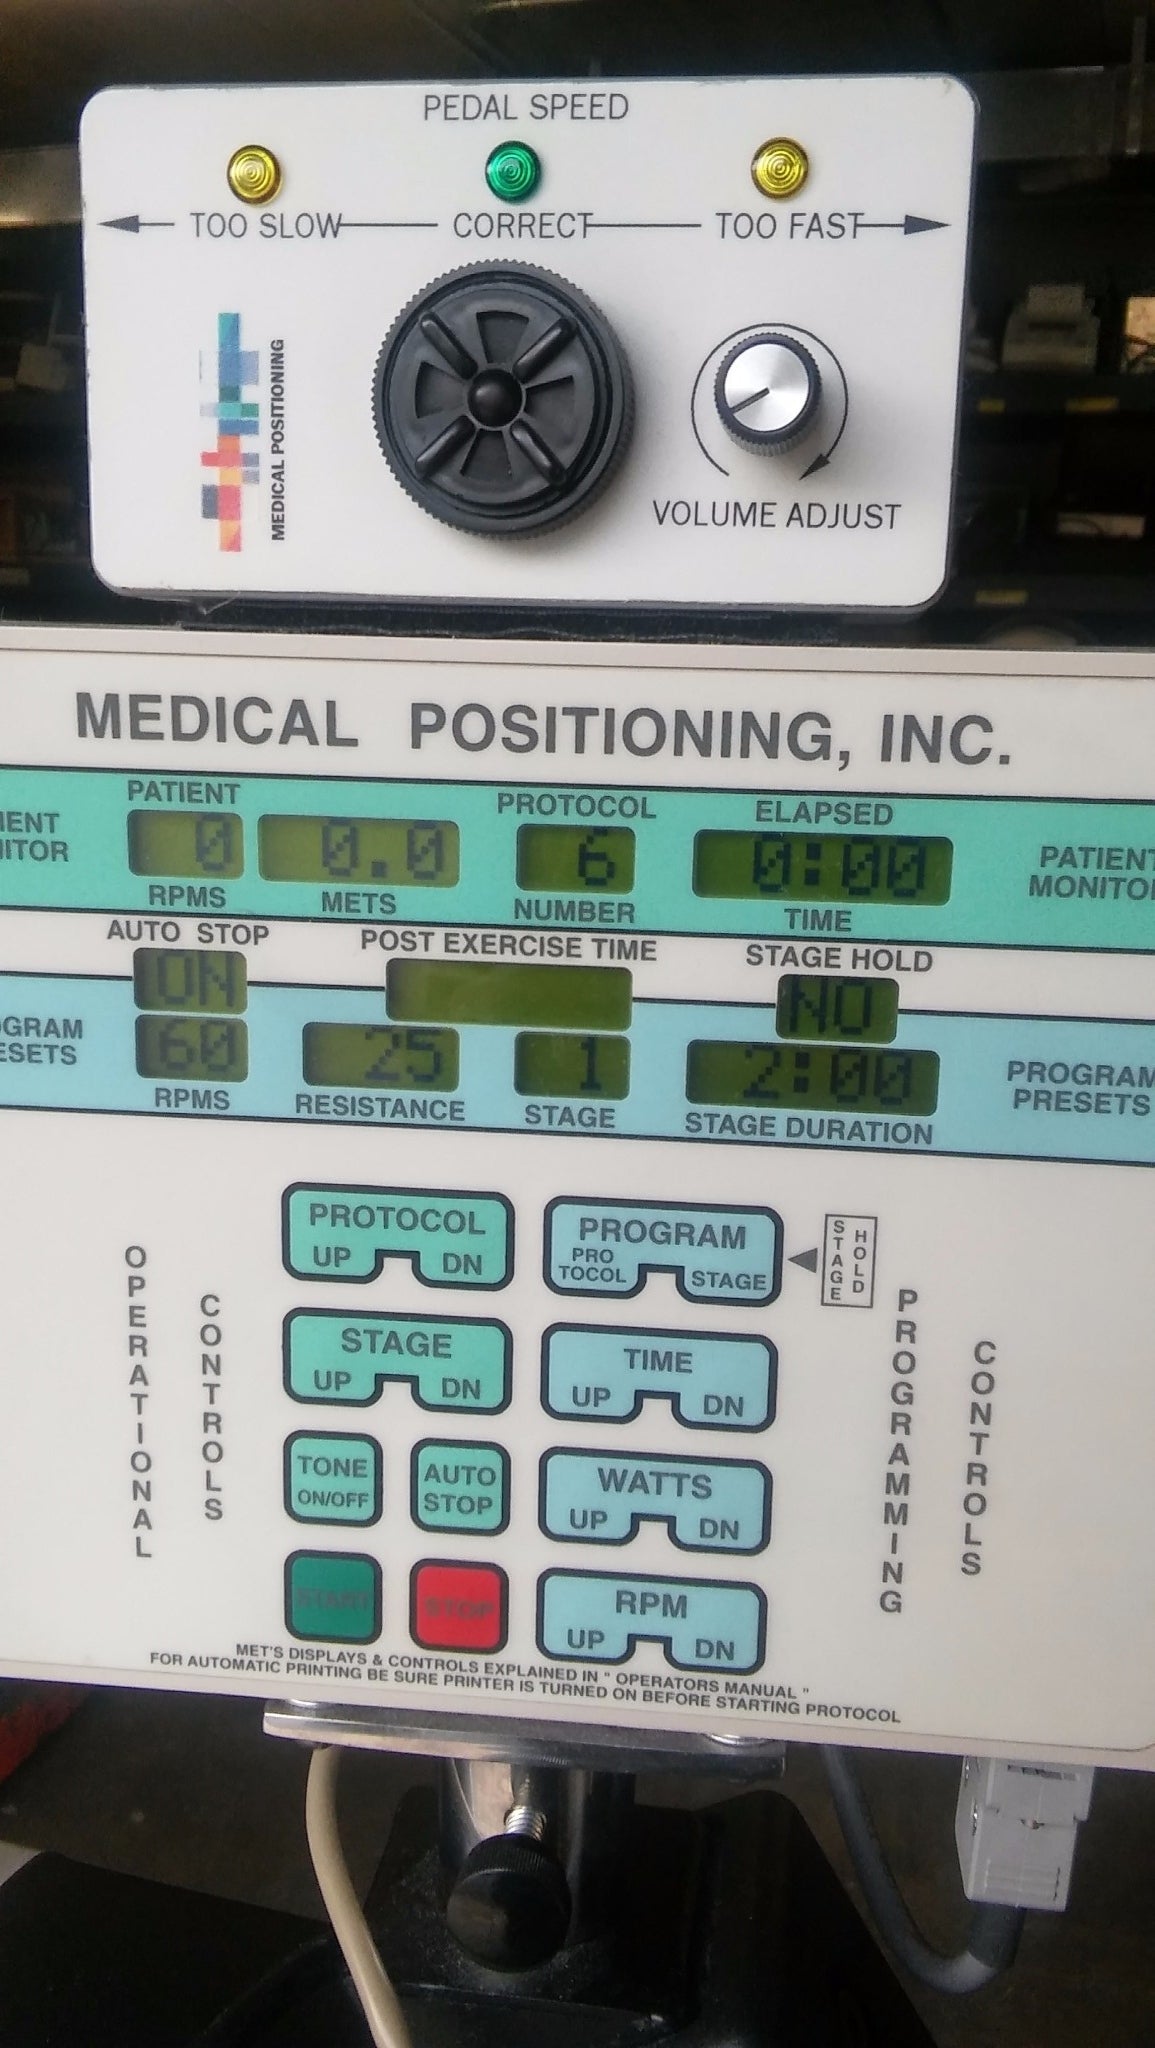 PEDAL SPEED
TOO SLOW CORRECT TOO FAST
MEDICAL POSITIONING
VOLUME ADJUST
MEDICAL POSITIONING, INC.
PATIENT PROTOCOL ELAPSED
0 0.0 6 0:00
RPMS METS NUMBER TIME
PATIENT
MONITOR
AUTO STOP POST EXERCISE TIME STAGE HOLD
ON NO
60 25 1 2:00
RPMS RESISTANCE STAGE STAGE DURATION
PROGRAM
PRESETS
OPERATIONAL
CONTROLS
PROTOCOL
UP DN
STAGE
UP DN
TONE
ON/OFF
AUTO
STOP
START
STOP
PROGRAM
PRO
TOCOL STAGE
STAGE
HOLD
TIME
UP DN
WATTS
UP DN
RPM
UP DN
PROGRAMMING
CONTROLS
MET'S DISPLAYS & CONTROLS EXPLAINED IN " OPERATORS MANUAL "
FOR AUTOMATIC PRINTING BE SURE PRINTER IS TURNED ON BEFORE STARTING PROTOCOL